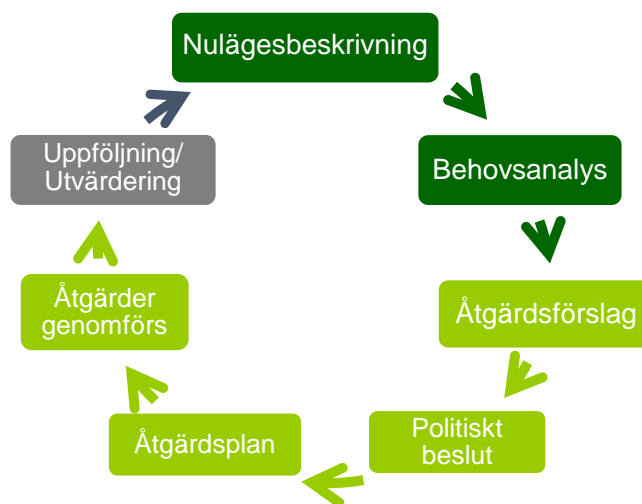 Nulägesbeskrivning
Behovsanalys
Åtgärdsförslag
Politiskt
beslut
Åtgärdsplan
Åtgärder
genomförs
Uppföljning/
Utvärdering